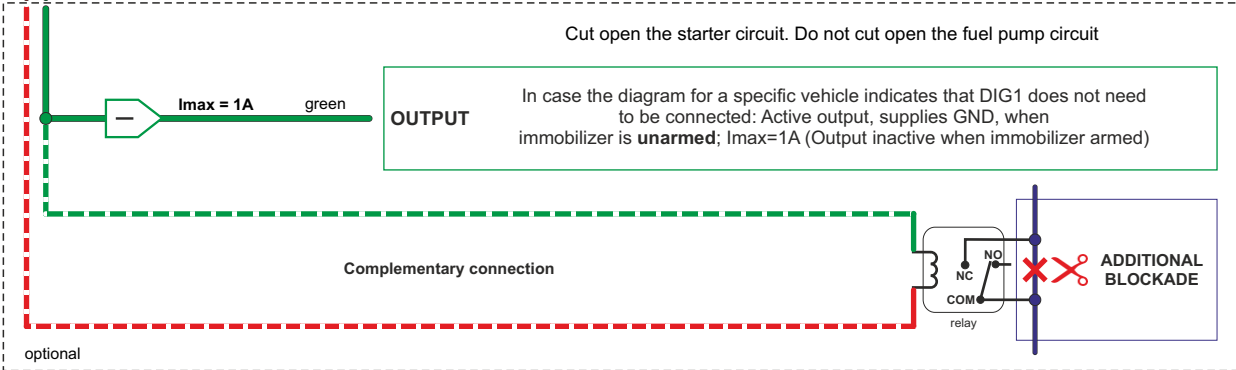 Cut open the starter circuit. Do not cut open the fuel pump circuit
Imax = 1A
green
OUTPUT
In case the diagram for a specific vehicle indicates that DIG1 does not need
to be connected: Active output, supplies GND, when
immobilizer is unarmed; Imax=1A (Output inactive when immobilizer armed)
Complementary connection
NC
NO
COM
relay
ADDITIONAL
BLOCKADE
optional